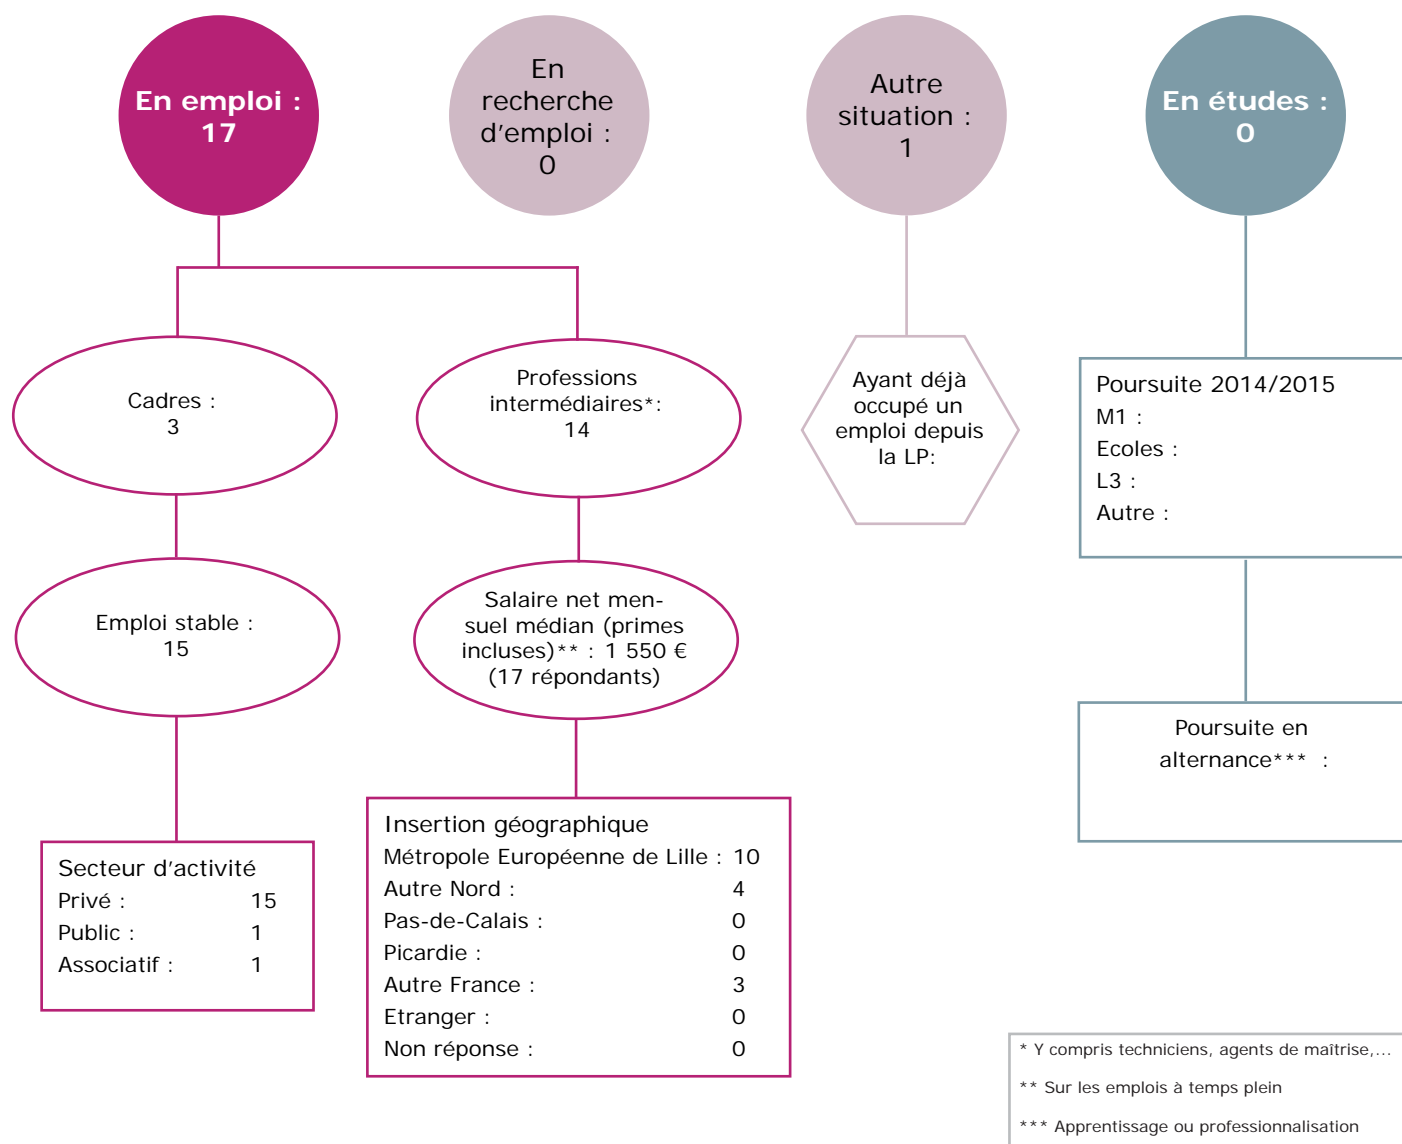 En emploi :
17
En
recherche
d'emploi :
0
Autre
situation :
1
En études :
0
Cadres :
3
Professions
intermédiaires*:
14
Ayant déjà
occupé un
emploi depuis
la LP:
Poursuite 2014/2015
M1 :
Ecoles :
L3 :
Autre :
Emploi stable :
15
Salaire net men-
suel médian (primes
incluses)** : 1 550 €
(17 répondants)
Poursuite en
alternance*** :
Secteur d'activité
Privé : 15
Public : 1
Associatif : 1
Insertion géographique
Métropole Européenne de Lille : 10
Autre Nord : 4
Pas-de-Calais : 0
Picardie : 0
Autre France : 3
Etranger : 0
Non réponse : 0
* Y compris techniciens, agents de maîtrise,...
** Sur les emplois à temps plein
*** Apprentissage ou professionnalisation